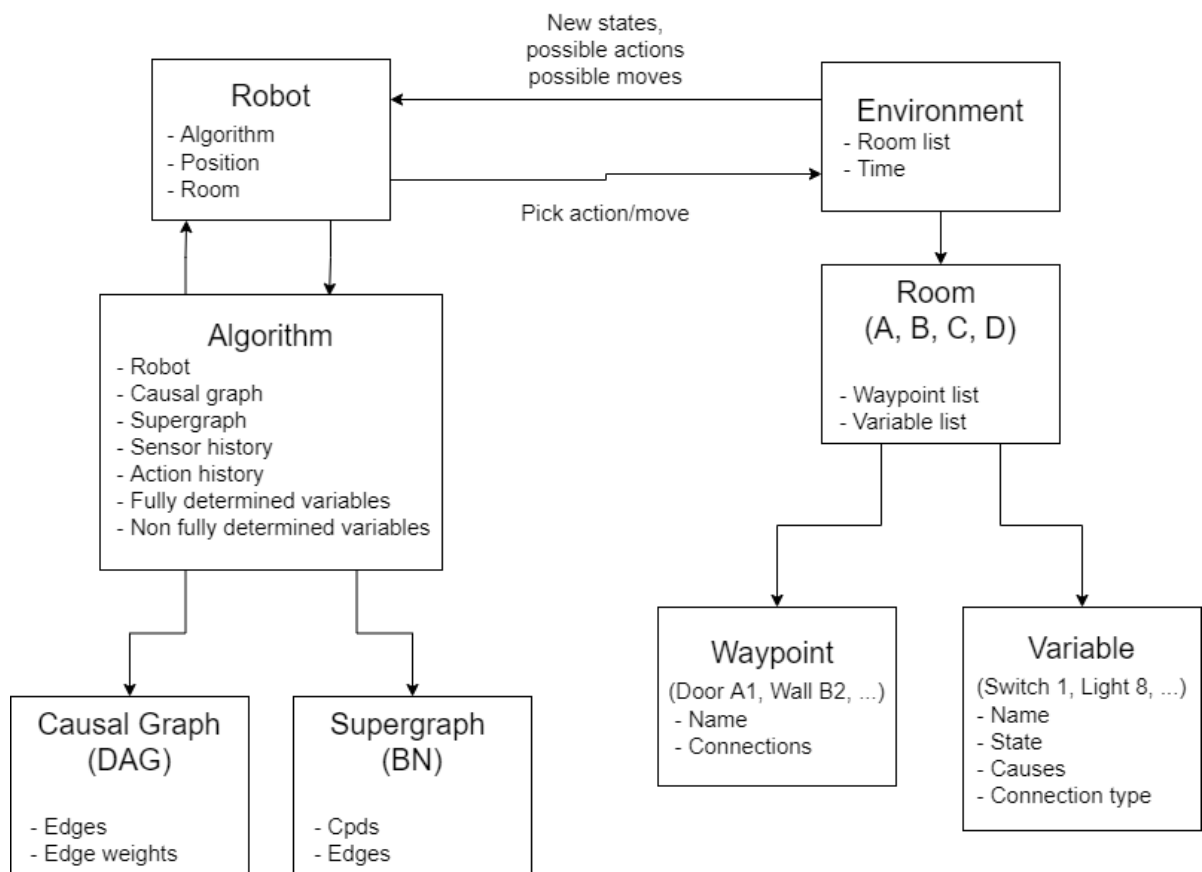 New states,
possible actions
possible moves
Robot
- Algorithm
- Position
- Room
Environment
- Room list
- Time
Pick action/move
Algorithm
- Robot
- Causal graph
- Supergraph
- Sensor history
- Action history
- Fully determined variables
- Non fully determined variables
Room
(A, B, C, D)
- Waypoint list
- Variable list
Causal Graph
(DAG)
- Edges
- Edge weights
Supergraph
(BN)
- Cpds
- Edges
Waypoint
(Door A1, Wall B2, ...)
- Name
- Connections
Variable
(Switch 1, Light 8, ...)
- Name
- State
- Causes
- Connection type